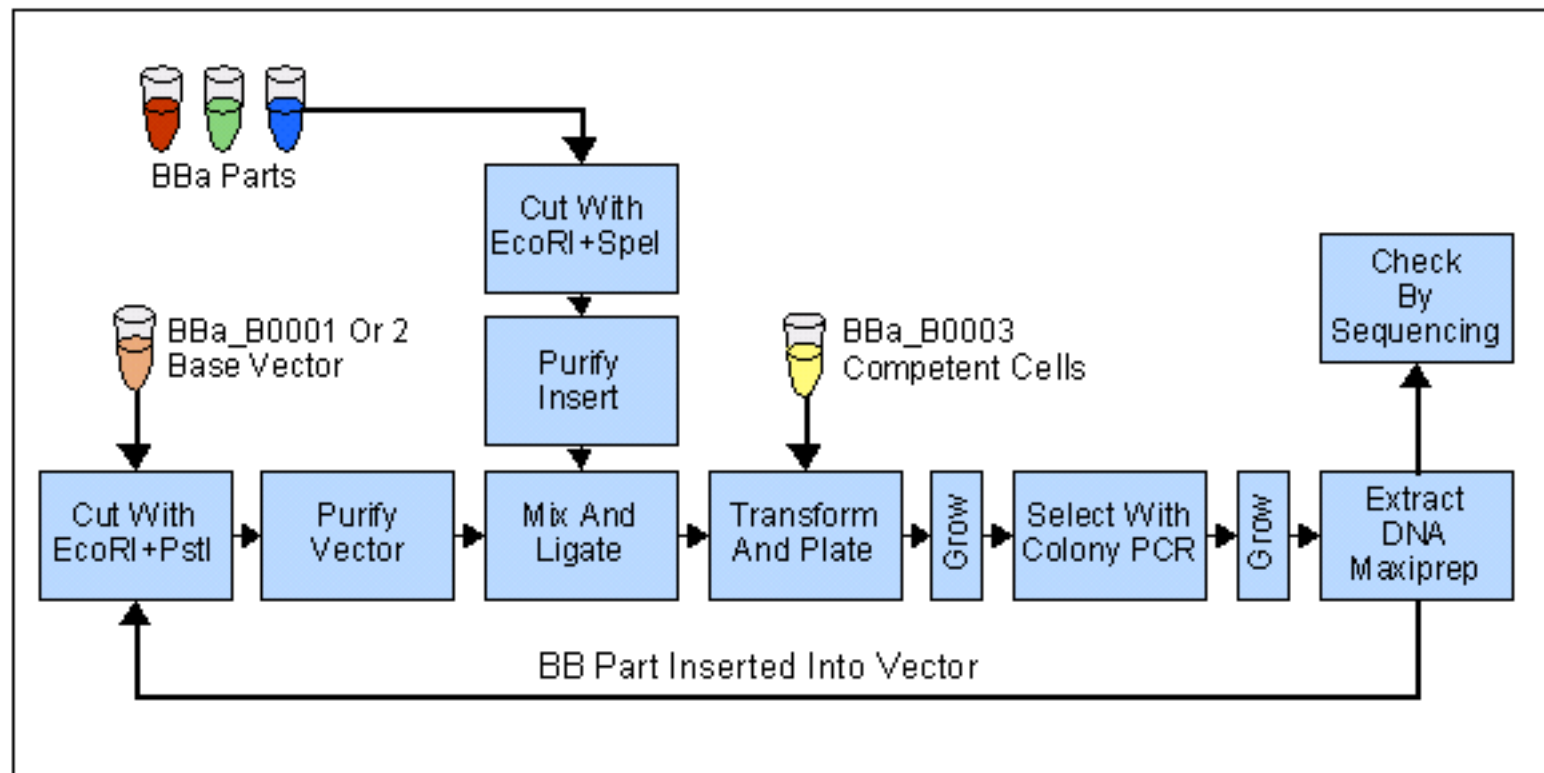 BBa Parts
Cut With
EcoRI+SpeI
Check
By
Sequencing
BBa_B0001 Or 2
Base Vector
Purify
Insert
BBa_B0003
Competent Cells
Cut With
EcoRI+PstI
Purify
Vector
Mix And
Ligate
Transform
And Plate
Grow
Select With
Colony PCR
Grow
Extract
DNA
Maxiprep
BB Part Inserted Into Vector